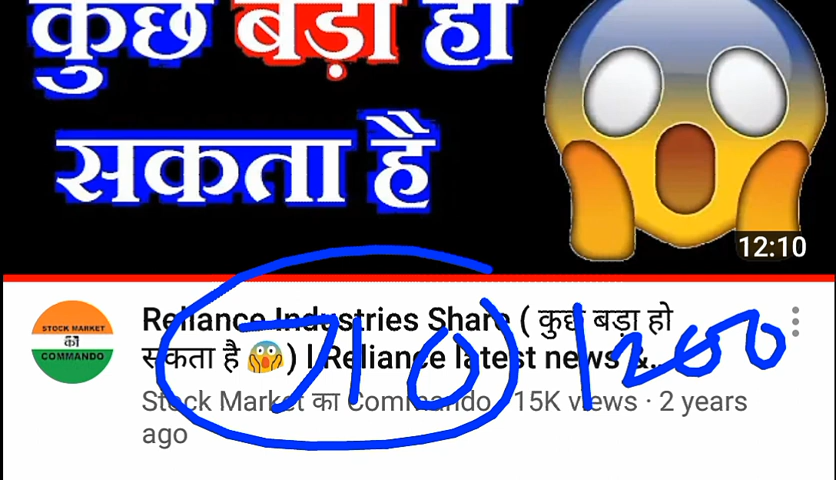 कुछ बड़ा हो
सकता है
12:10
STOCK MARKET
का
COMMANDO
Reliance Industries Share ( कुछ बड़ा हो
सकता है 😱) l Reliance latest news &...
Stock Market का Commando · 15K views · 2 years
ago
1200